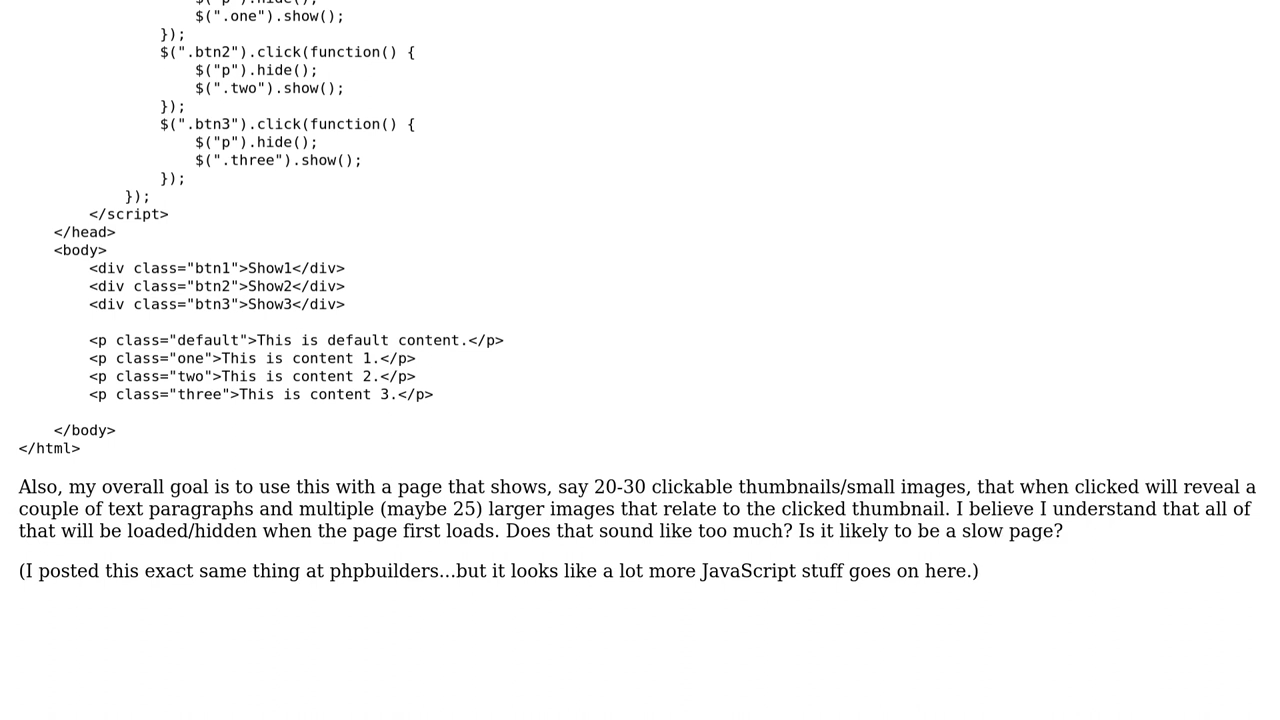 $("p").hide();
$(".one").show();
});
$(".btn2").click(function() {
$("p").hide();
$(".two").show();
});
$(".btn3").click(function() {
$("p").hide();
$(".three").show();
});
});
</script>
</head>
<body>
<div class="btn1">Show1</div>
<div class="btn2">Show2</div>
<div class="btn3">Show3</div>
<p class="default">This is default content.</p>
<p class="one">This is content 1.</p>
<p class="two">This is content 2.</p>
<p class="three">This is content 3.</p>
</body>
</html>
Also, my overall goal is to use this with a page that shows, say 20-30 clickable thumbnails/small images, that when clicked will reveal a
couple of text paragraphs and multiple (maybe 25) larger images that relate to the clicked thumbnail. I believe I understand that all of
that will be loaded/hidden when the page first loads. Does that sound like too much? Is it likely to be a slow page?
(I posted this exact same thing at phpbuilders...but it looks like a lot more JavaScript stuff goes on here.)